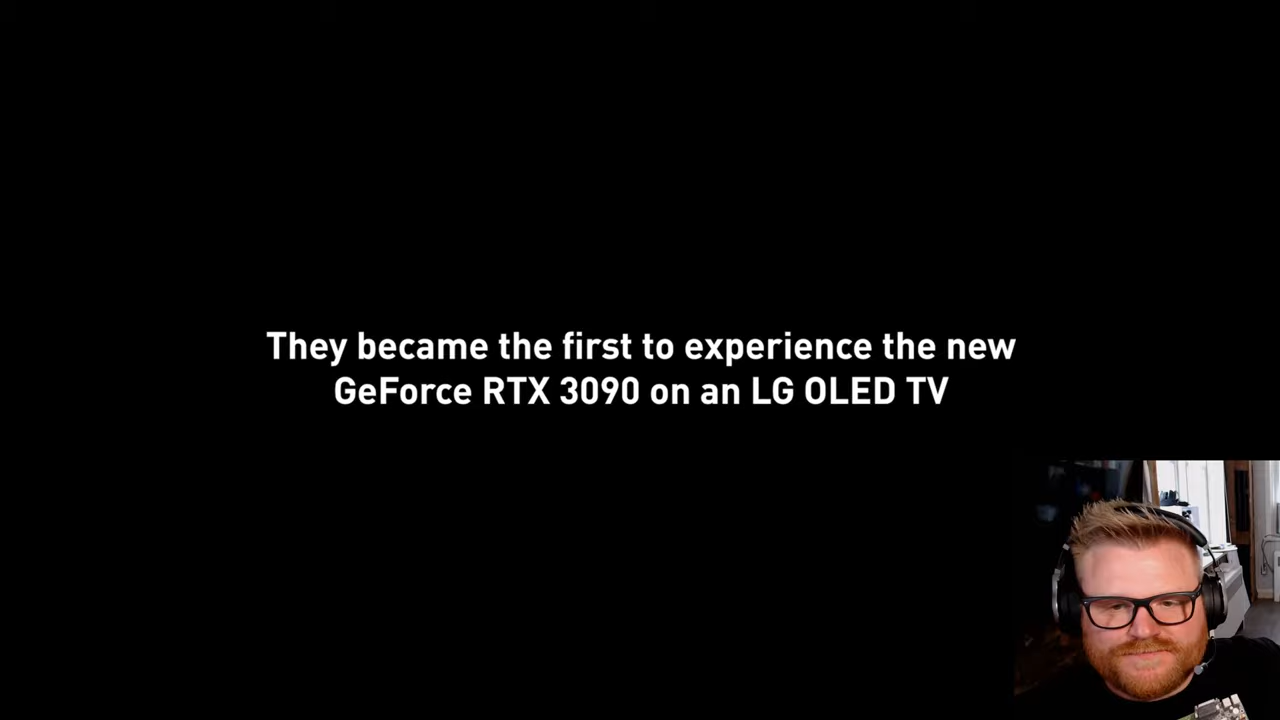 They became the first to experience the new
GeForce RTX 3090 on an LG OLED TV